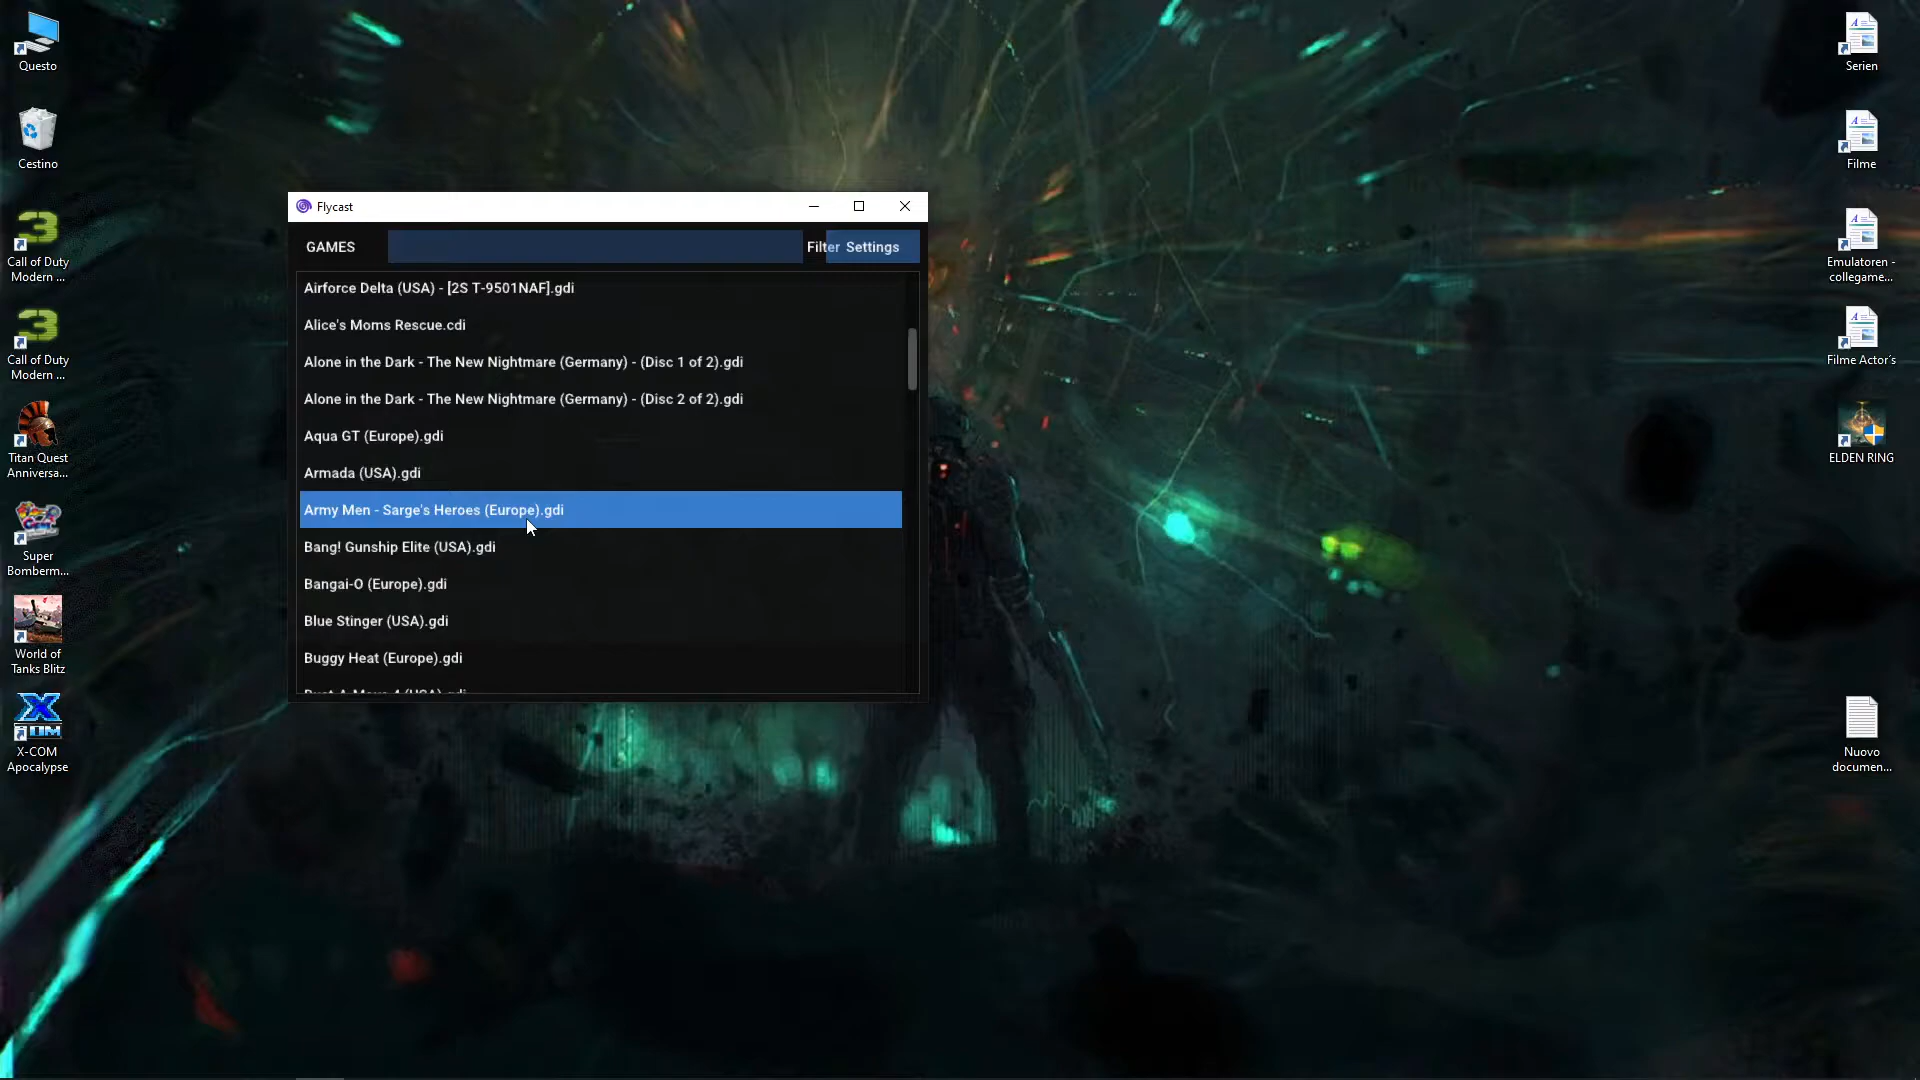 Questo
Cestino
Call of Duty
Modern ...
Call of Duty
Modern ...
Titan Quest
Anniversa...
Super
Bomberm...
World of
Tanks Blitz
X-COM
Apocalypse
Flycast
GAMES
Filter
Settings
Airforce Delta (USA) - [2S T-9501NAF].gdi
Alice's Moms Rescue.cdi
Alone in the Dark - The New Nightmare (Germany) - (Disc 1 of 2).gdi
Alone in the Dark - The New Nightmare (Germany) - (Disc 2 of 2).gdi
Aqua GT (Europe).gdi
Armada (USA).gdi
Army Men - Sarge's Heroes (Europe).gdi
Bang! Gunship Elite (USA).gdi
Bangai-O (Europe).gdi
Blue Stinger (USA).gdi
Buggy Heat (Europe).gdi
Bust-A-Move 4 (USA).gdi
Serien
Filme
Emulatoren -
collegame...
Filme Actor´s
ELDEN RING
Nuovo
documen...